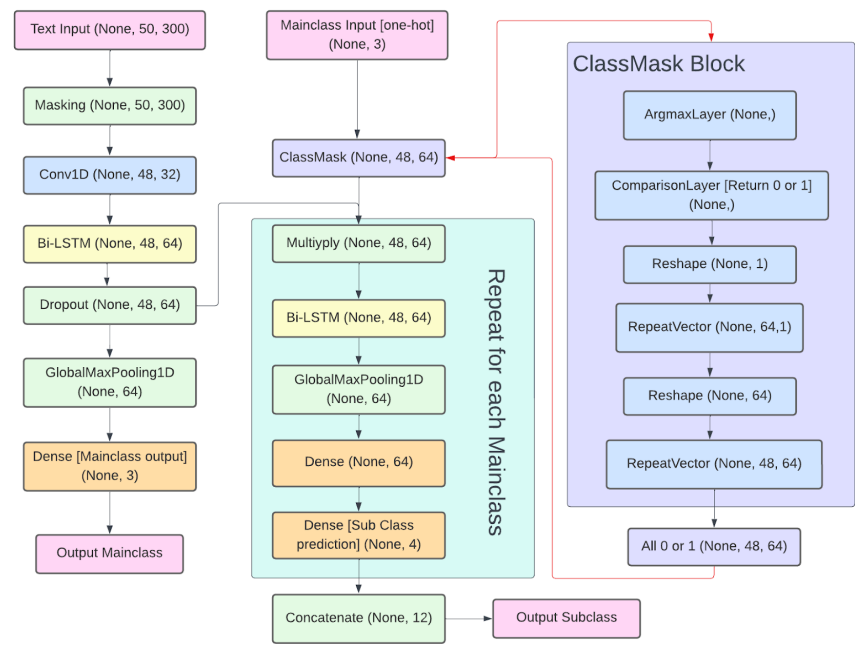 Text Input (None, 50, 300)
Masking (None, 50, 300)
Conv1D (None, 48, 32)
Bi-LSTM (None, 48, 64)
Dropout (None, 48, 64)
GlobalMaxPooling1D
(None, 64)
Dense [Mainclass output]
(None, 3)
Output Mainclass
Mainclass Input [one-hot]
(None, 3)
ClassMask (None, 48, 64)
Multiyply (None, 48, 64)
Bi-LSTM (None, 48, 64)
GlobalMaxPooling1D
(None, 64)
Dense (None, 64)
Dense [Sub Class
prediction] (None, 4)
Repeat for each Mainclass
Concatenate (None, 12)
Output Subclass
ClassMask Block
ArgmaxLayer (None,)
ComparisonLayer [Return 0 or 1]
(None,)
Reshape (None, 1)
RepeatVector (None, 64,1)
Reshape (None, 64)
RepeatVector (None, 48, 64)
All 0 or 1 (None, 48, 64)